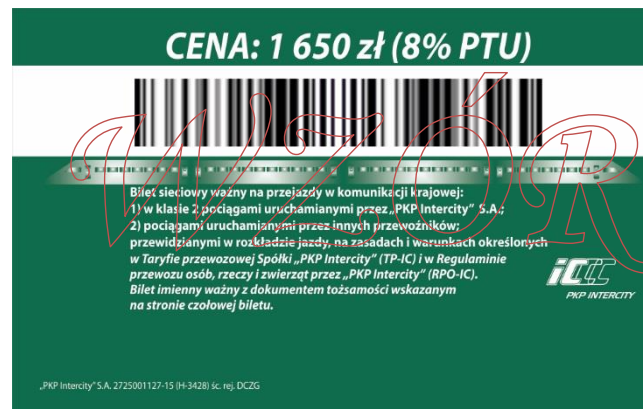 CENA: 1 650 zł (8% PTU)
WZÓR
Bilet sieciowy ważny na przejazdy w komunikacji krajowej:
1) w klasie 2 pociągami uruchamianymi przez „PKP Intercity” S.A.;
2) pociągami uruchamianymi przez innych przewoźników;
przewidzianymi w rozkładzie jazdy, na zasadach i warunkach określonych
w Taryfie przewozowej Spółki „PKP Intercity” (TP-IC) i w Regulaminie
przewozu osób, rzeczy i zwierząt przez „PKP Intercity” (RPO-IC).
Bilet imienny ważny z dokumentem tożsamości wskazanym
na stronie czołowej biletu.
iCCC
PKP INTERCITY
„PKP Intercity” S.A. 2725001127-15 (H-3428) śc. rej. DCZG